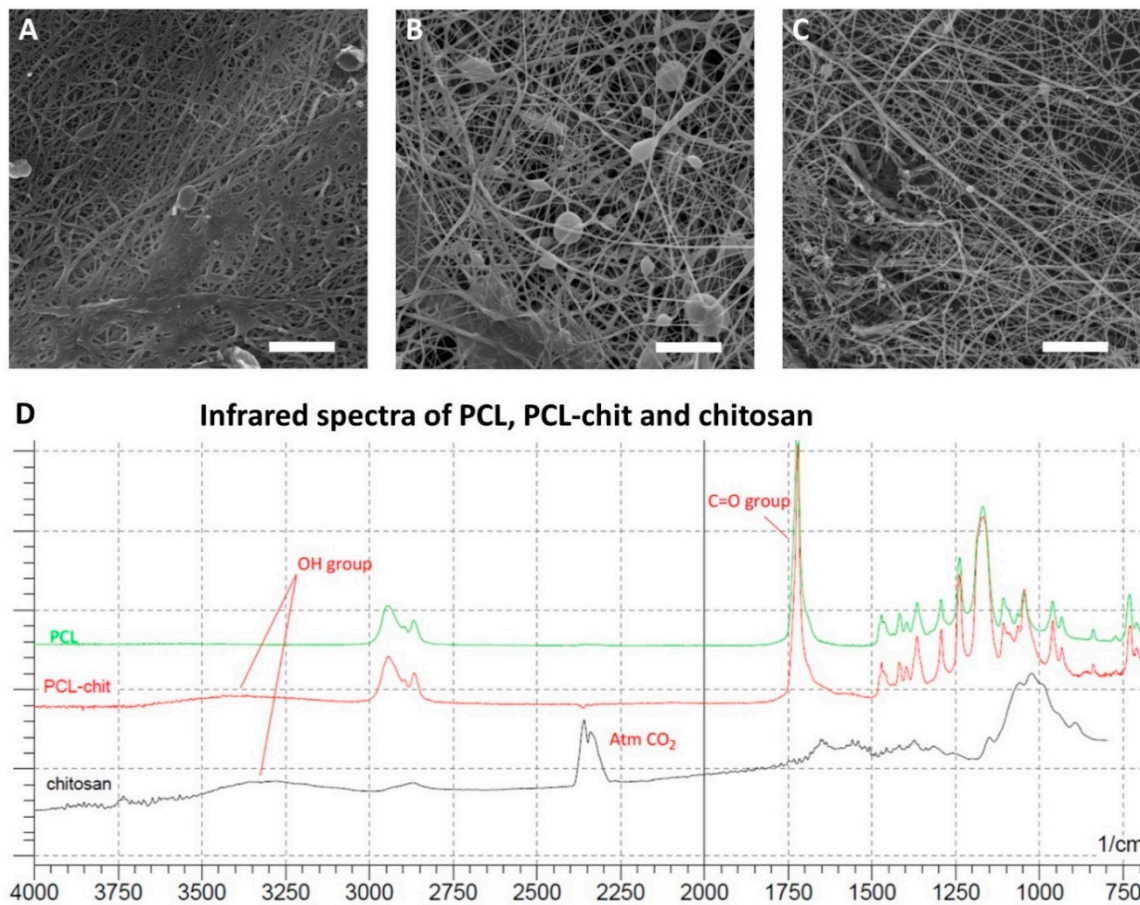 A
B
C
D
Infrared spectra of PCL, PCL-chit and chitosan
C=O group
OH group
PCL
PCL-chit
Atm CO₂
chitosan
1/cm
4000 3750 3500 3250 3000 2750 2500 2250 2000 1750 1500 1250 1000 750